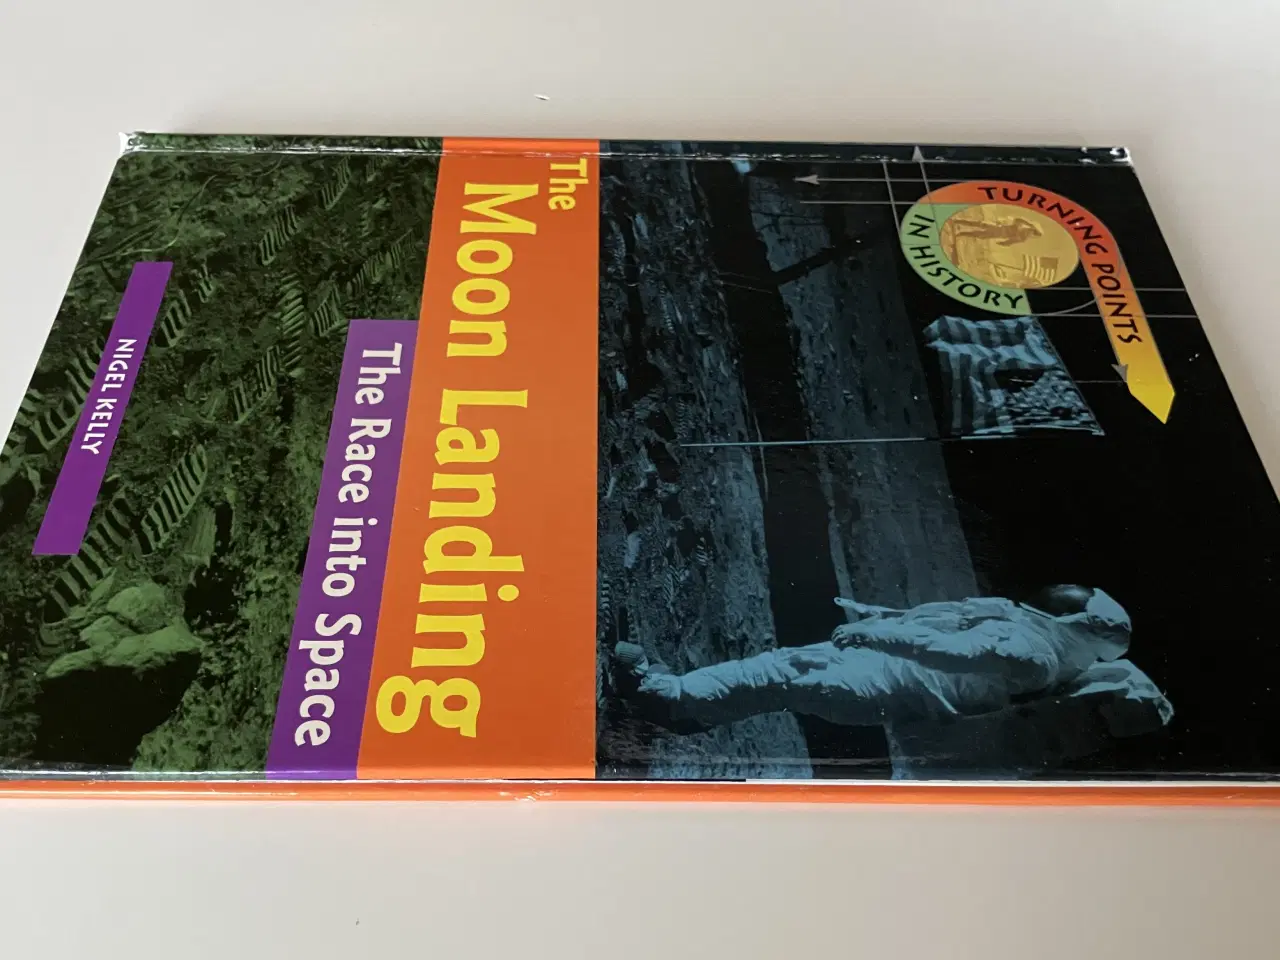 TURNING POINTS
IN HISTORY
The
Moon Landing
The Race into Space
NIGEL KELLY